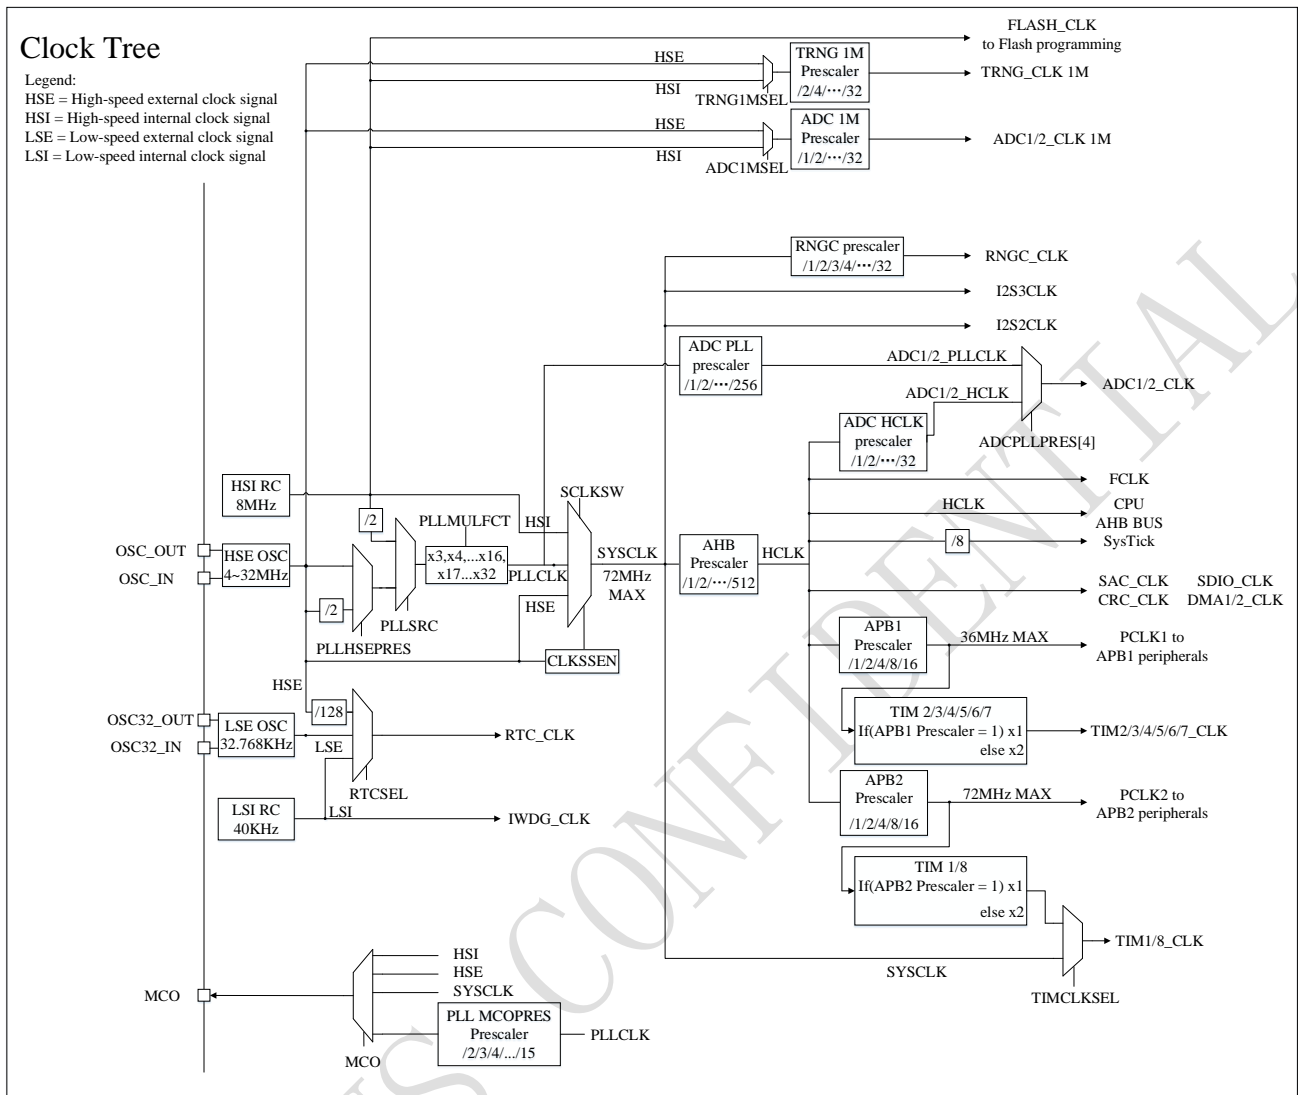 Clock Tree
Legend:
HSE = High-speed external clock signal
HSI = High-speed internal clock signal
LSE = Low-speed external clock signal
LSI = Low-speed internal clock signal
FLASH_CLK
to Flash programming
HSE
HSI
TRNG1MSEL
TRNG 1M
Prescaler
/2/4/···/32
TRNG_CLK 1M
HSE
HSI
ADC1MSEL
ADC 1M
Prescaler
/1/2/···/32
ADC1/2_CLK 1M
RNGC prescaler
/1/2/3/4/···/32
RNGC_CLK
I2S3CLK
I2S2CLK
ADC PLL
prescaler
/1/2/···/256
ADC1/2_PLLCLK
ADC1/2_HCLK
ADC1/2_CLK
ADCPLLPRES[4]
ADC HCLK
prescaler
/1/2/···/32
HSI RC
8MHz
/2
PLLMULFCT
HSI
SCLKSW
FCLK
HCLK
CPU
AHB BUS
/8
SysTick
OSC_OUT
OSC_IN
HSE OSC
4~32MHz
/2
PLLHSEPRES
PLLSRC
x3,x4,...x16,
x17...x32
PLLCLK
HSE
SYSCLK
72MHz
MAX
AHB
Prescaler
/1/2/···/512
HCLK
SAC_CLK
SDIO_CLK
CRC_CLK
DMA1/2_CLK
CLKSSEN
APB1
Prescaler
/1/2/4/8/16
36MHz MAX
PCLK1 to
APB1 peripherals
HSE
/128
OSC32_OUT
OSC32_IN
LSE OSC
32.768KHz
LSE
RTC_CLK
RTCSEL
TIM 2/3/4/5/6/7
If(APB1 Prescaler = 1) x1
else x2
TIM2/3/4/5/6/7_CLK
LSI RC
40KHz
LSI
IWDG_CLK
APB2
Prescaler
/1/2/4/8/16
72MHz MAX
PCLK2 to
APB2 peripherals
TIM 1/8
If(APB2 Prescaler = 1) x1
else x2
TIM1/8_CLK
SYSCLK
TIMCLKSEL
MCO
HSI
HSE
SYSCLK
PLL MCOPRES
Prescaler
/2/3/4/.../15
PLLCLK
MCO
CONFIDENTIAL